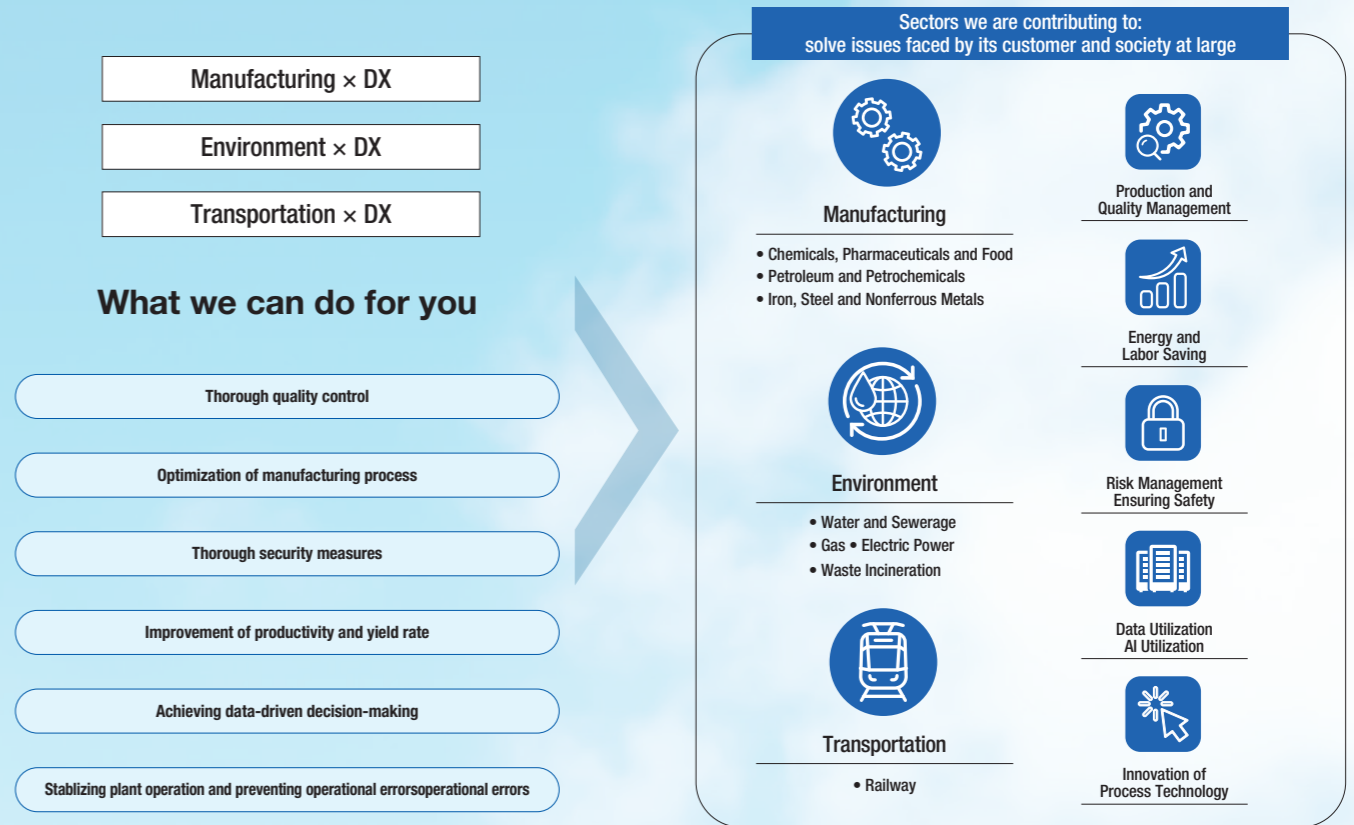 Manufacturing × DX
Environment × DX
Transportation × DX
What we can do for you
Thorough quality control
Optimization of manufacturing process
Thorough security measures
Improvement of productivity and yield rate
Achieving data-driven decision-making
Stablizing plant operation and preventing operational errorsoperational errors
Sectors we are contributing to:
solve issues faced by its customer and society at large
Manufacturing
• Chemicals, Pharmaceuticals and Food
• Petroleum and Petrochemicals
• Iron, Steel and Nonferrous Metals
Environment
• Water and Sewerage
• Gas • Electric Power
• Waste Incineration
Transportation
• Railway
Production and
Quality Management
Energy and
Labor Saving
Risk Management
Ensuring Safety
Data Utilization
AI Utilization
Innovation of
Process Technology